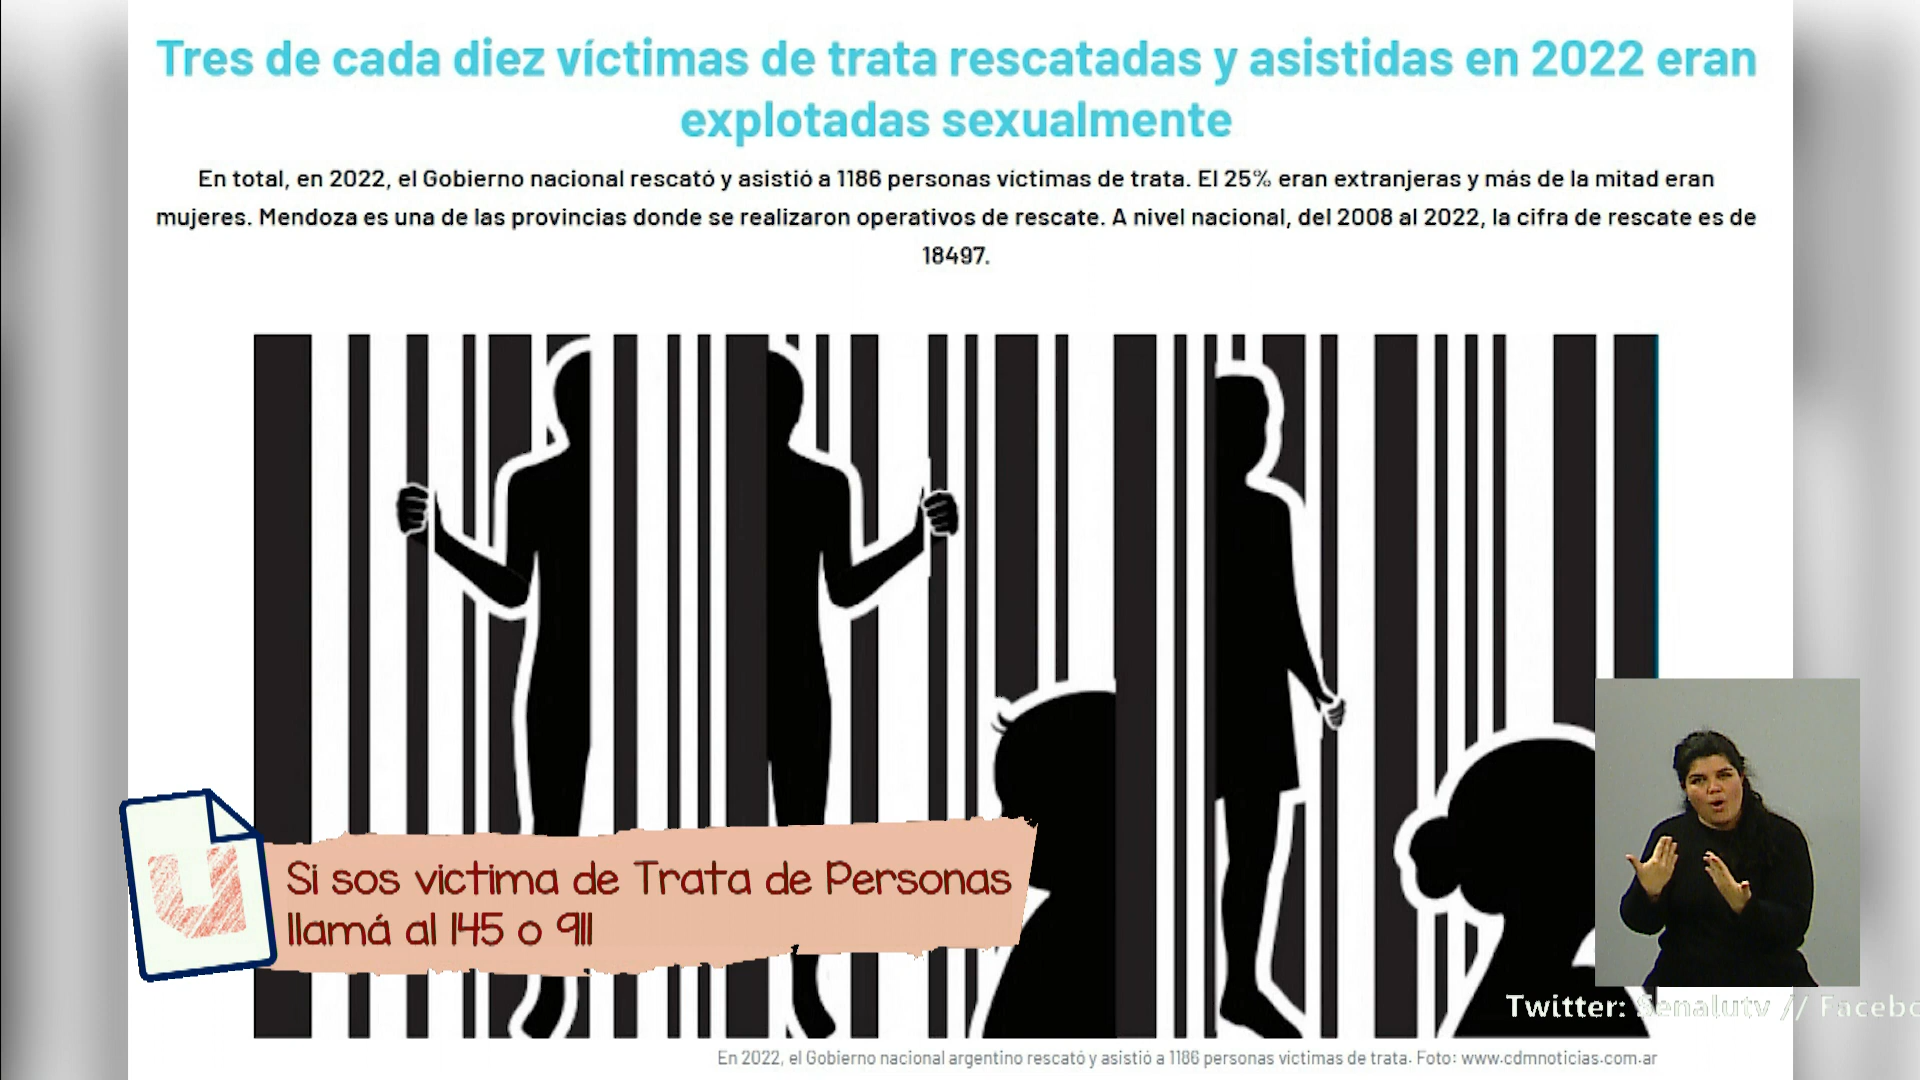 Tres de cada diez víctimas de trata rescatadas y asistidas en 2022 eran
explotadas sexualmente
En total, en 2022, el Gobierno nacional rescató y asistió a 1186 personas víctimas de trata. El 25% eran extranjeras y más de la mitad eran
mujeres. Mendoza es una de las provincias donde se realizaron operativos de rescate. A nivel nacional, del 2008 al 2022, la cifra de rescate es de
18497.
U
Si sos victima de Trata de Personas
llamá al 145 o 911
Twitter: Senalutv // Facebo
En 2022, el Gobierno nacional argentino rescató y asistió a 1186 personas víctimas de trata. Foto: www.cdmnoticias.com.ar